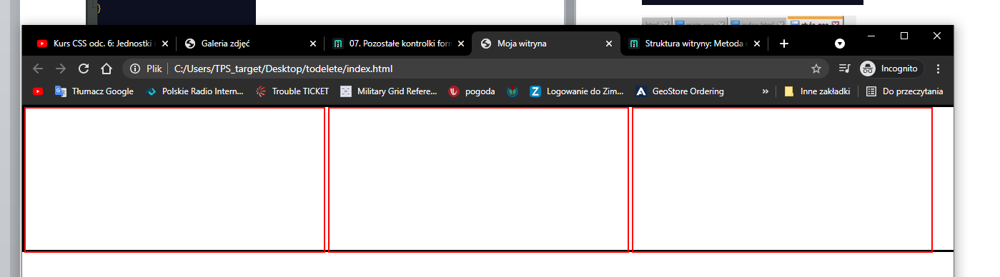 }
Kurs CSS odc. 6: Jednostki
Galeria zdjęć
07. Pozostałe kontrolki form
Moja witryna
Struktura witryny: Metoda
Plik
C:/Users/TPS_target/Desktop/todelete/index.html
Incognito
Tłumacz Google
Polskie Radio Intern...
Trouble TICKET
Military Grid Refere...
pogoda
Logowanie do Zim...
GeoStore Ordering
»
Inne zakładki
Do przeczytania